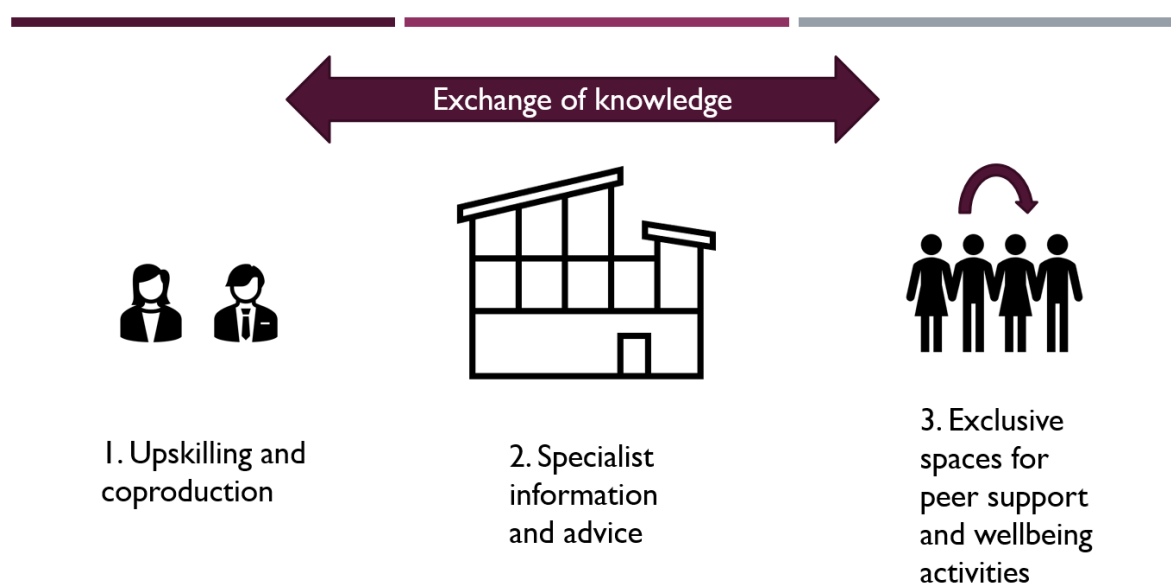 Exchange of knowledge
1. Upskilling and
coproduction
2. Specialist
information
and advice
3. Exclusive
spaces for
peer support
and wellbeing
activities